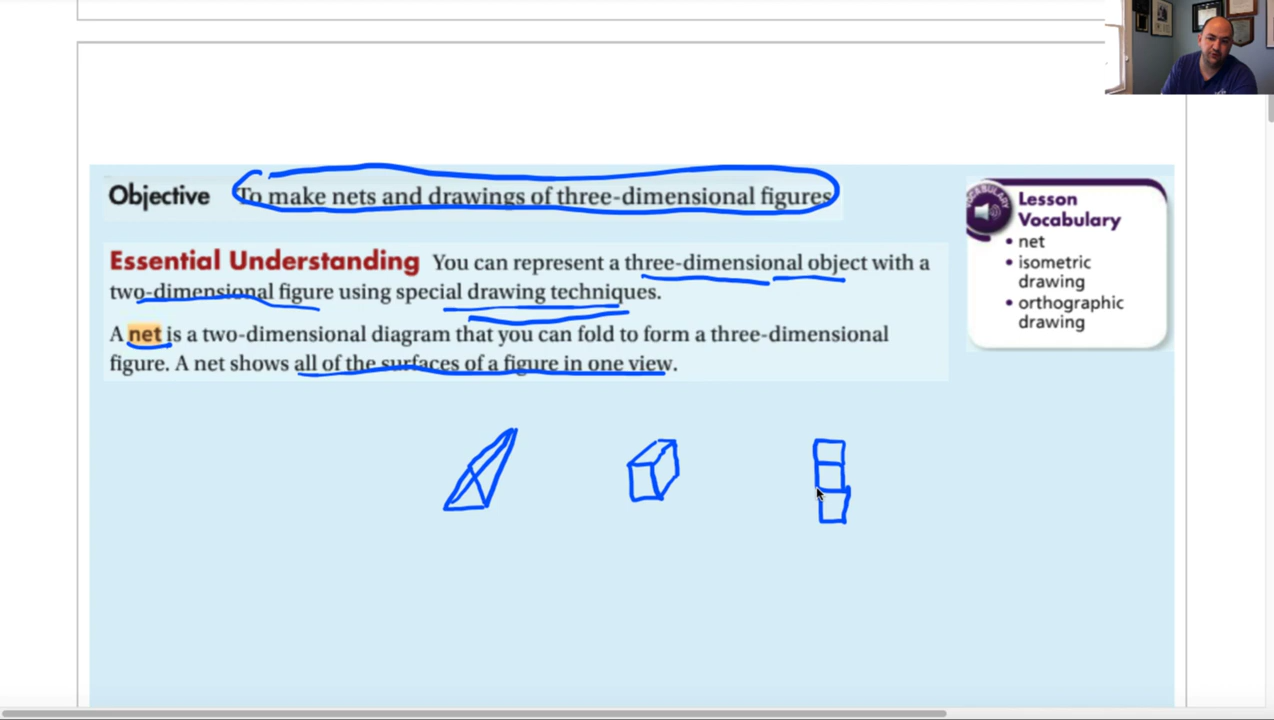 Objective To make nets and drawings of three-dimensional figures
Essential Understanding You can represent a three-dimensional object with a
two-dimensional figure using special drawing techniques.
A net is a two-dimensional diagram that you can fold to form a three-dimensional
figure. A net shows all of the surfaces of a figure in one view.
VOCABULARY
Lesson
Vocabulary
• net
• isometric
drawing
• orthographic
drawing